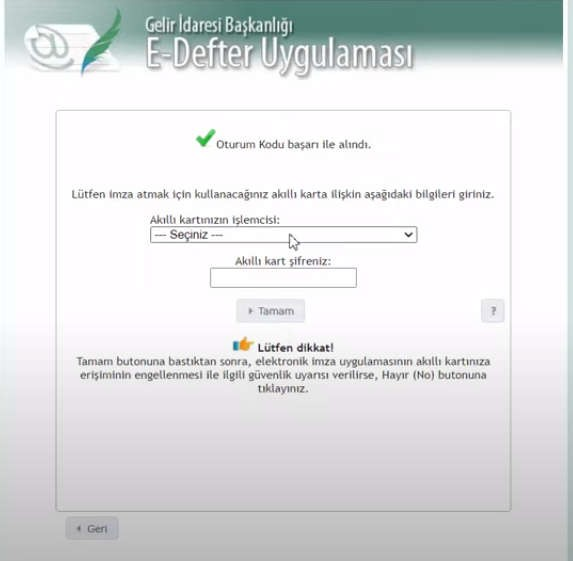 Gelir İdaresi Başkanlığı
E-Defter Uygulaması
Oturum Kodu başarı ile alındı.
Lütfen imza atmak için kullanacağınız akıllı karta ilişkin aşağıdaki bilgileri giriniz.
Akıllı kartınızın işlemcisi:
--- Seçiniz ---
Akıllı kart şifreniz:
Tamam
?
Lütfen dikkat!
Tamam butonuna bastıktan sonra, elektronik imza uygulamasının akıllı kartınıza
erişiminin engellenmesi ile ilgili güvenlik uyarısı verilirse, Hayır (No) butonuna
tıklayınız.
Geri